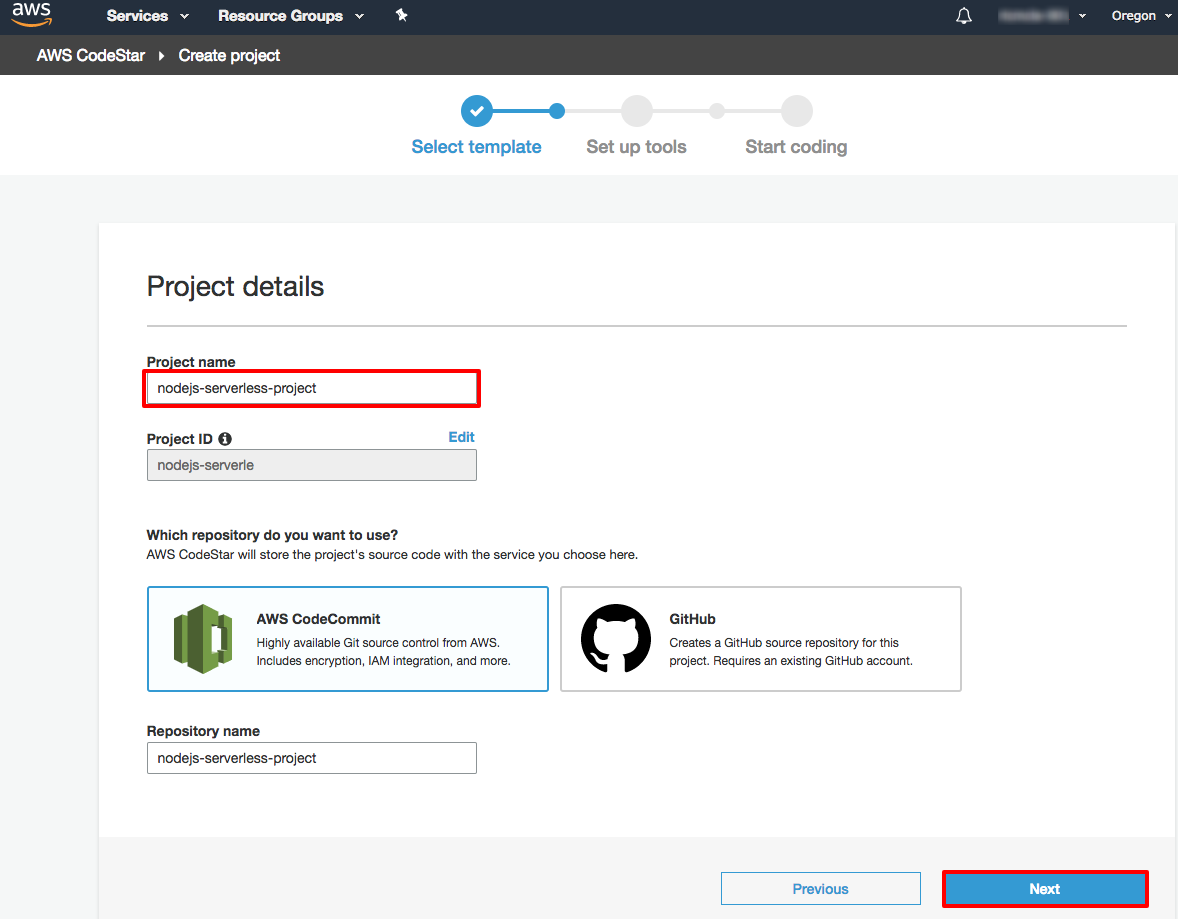 aws Services Resource Groups Oregon
AWS CodeStar Create project
Select template Set up tools Start coding
Project details
Project name
nodejs-serverless-project
Project ID Edit
nodejs-serverle
Which repository do you want to use?
AWS CodeStar will store the project's source code with the service you choose here.
AWS CodeCommit
Highly available Git source control from AWS.
Includes encryption, IAM integration, and more.
GitHub
Creates a GitHub source repository for this
project. Requires an existing GitHub account.
Repository name
nodejs-serverless-project
Previous Next